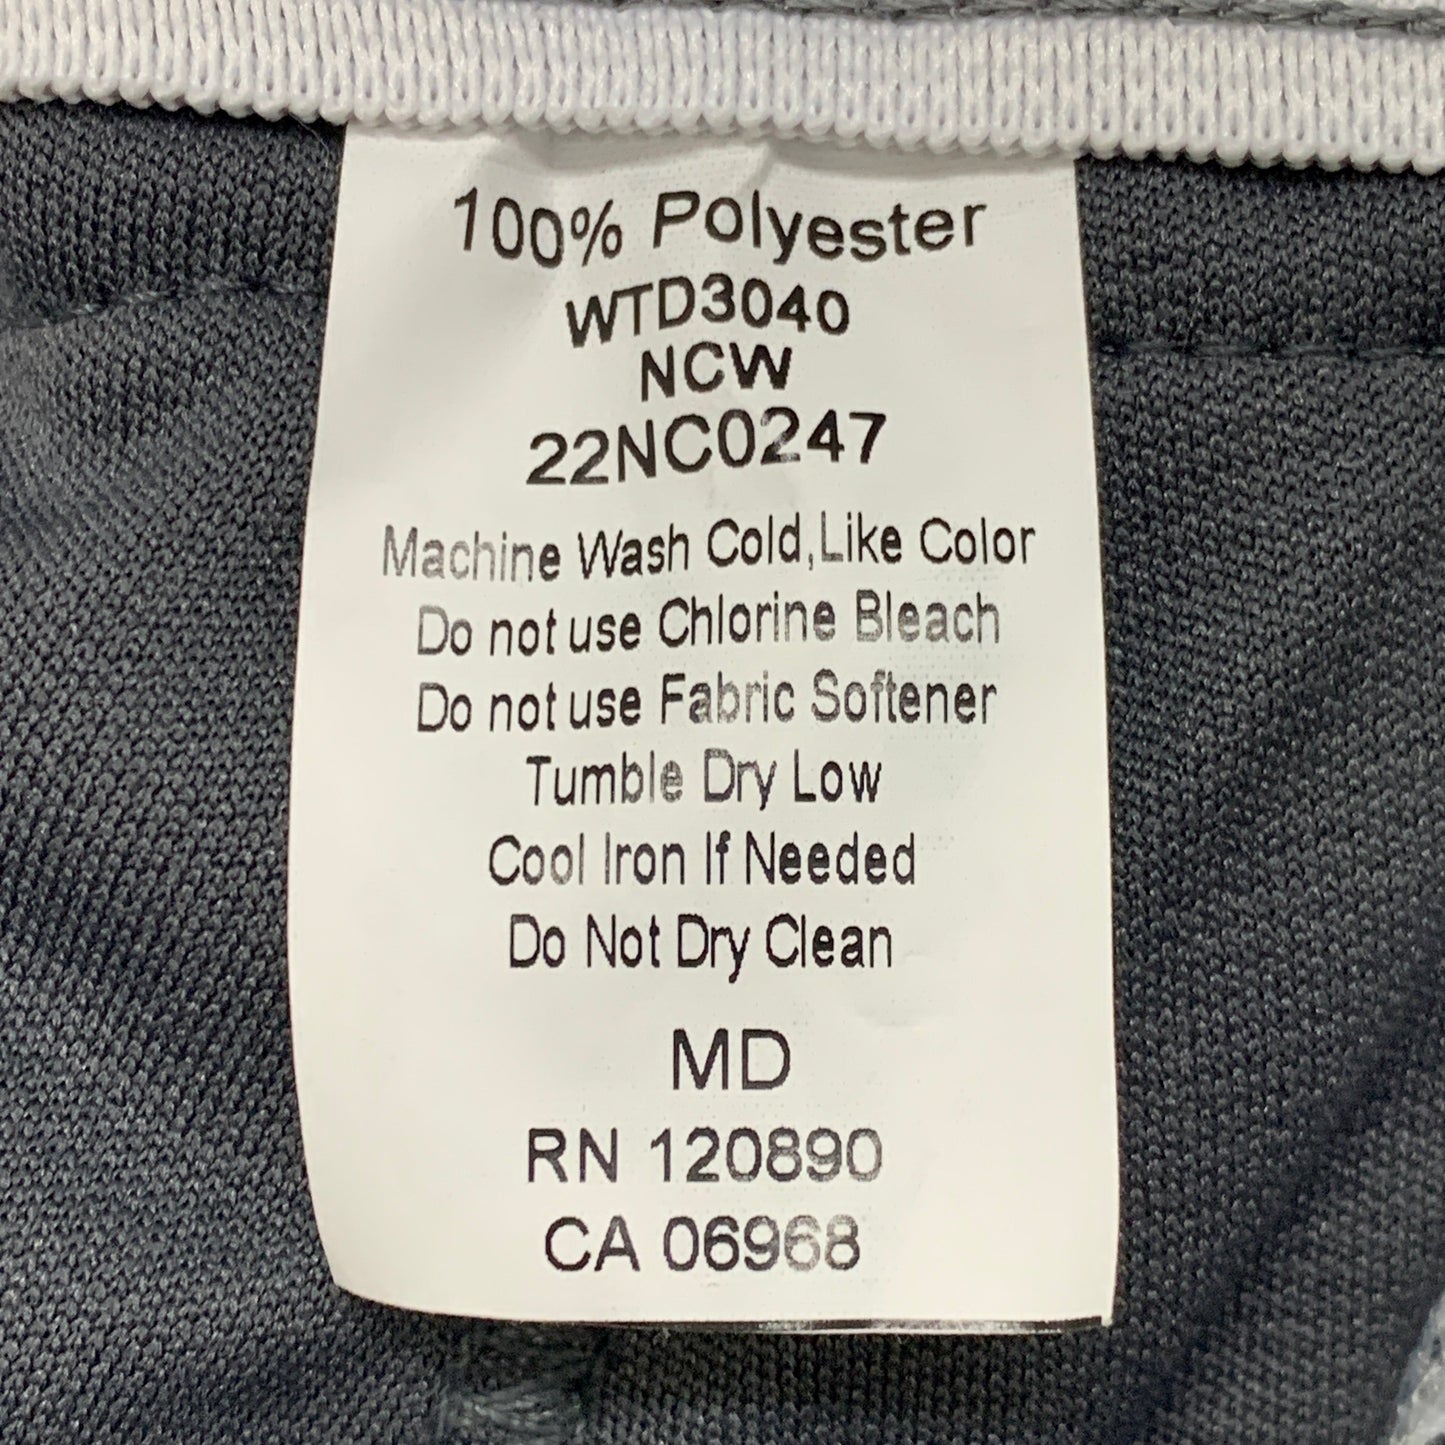 100% Polyester
WTD3040
NCW
22NC0247
Machine Wash Cold,Like Color
Do not use Chlorine Bleach
Do not use Fabric Softener
Tumble Dry Low
Cool Iron If Needed
Do Not Dry Clean
MD
RN 120890
CA 06968